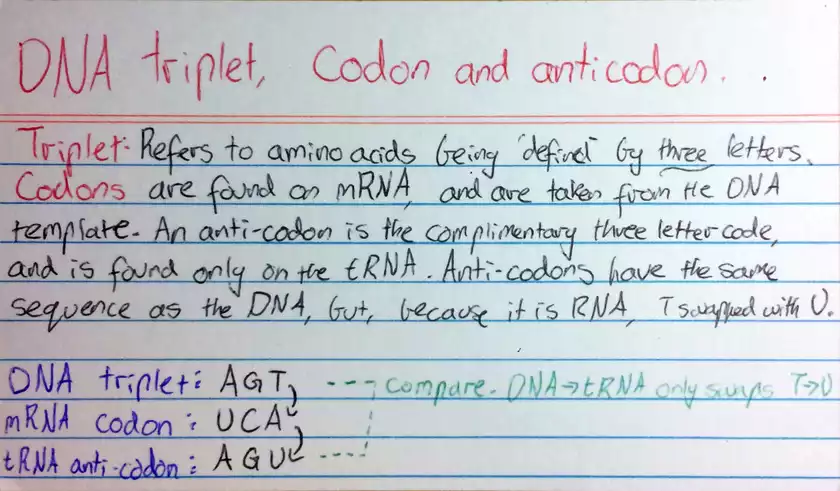 DNA triplet, Codon and anticodon. .
Triplet: Refers to amino acids being "defined" by three letters.
Codons are found on mRNA, and are taken from the DNA
template. An anti-codon is the complimentary three letter code,
and is found only on the tRNA. Anti-codons have the same
sequence as the DNA, but, because it is RNA, T swapped with U.
DNA triplet: AGT --- compare. DNA→tRNA only swaps T→U
mRNA codon: UCA
tRNA anti-codon: AGU